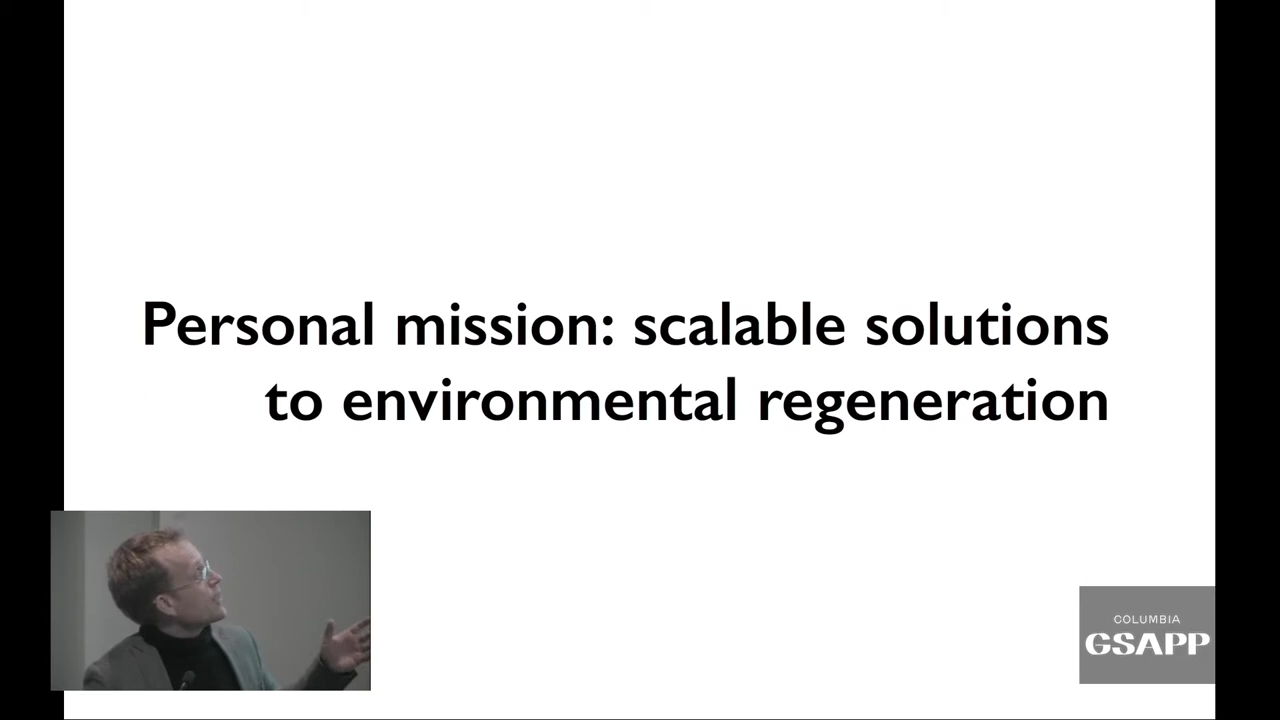 Personal mission: scalable solutions
to environmental regeneration
COLUMBIA
GSAPP